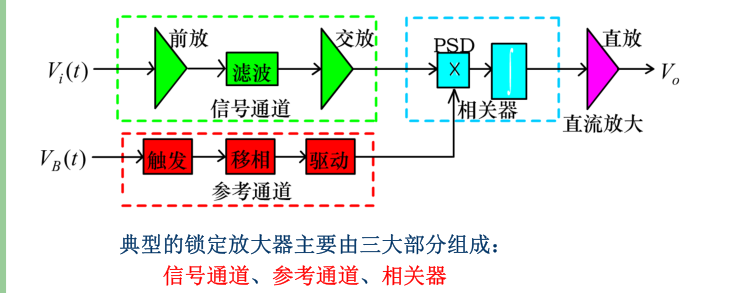 前放
交放
PSD
直放
V_i(t)
滤波
×
∫
V_o
信号通道
相关器
直流放大
V_B(t)
触发
移相
驱动
参考通道
典型的锁定放大器主要由三大部分组成：
信号通道、参考通道、相关器